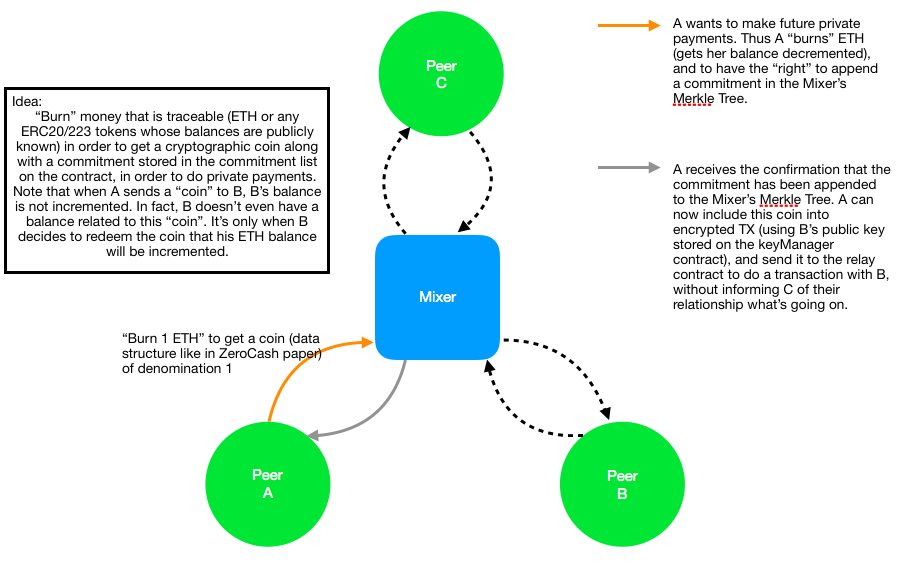 Peer
C
A wants to make future private
payments. Thus A “burns” ETH
(gets her balance decremented),
and to have the “right” to append
a commitment in the Mixer’s
Merkle Tree.
Idea:
“Burn” money that is traceable (ETH or any
ERC20/223 tokens whose balances are publicly
known) in order to get a cryptographic coin along
with a commitment stored in the commitment list
on the contract, in order to do private payments.
Note that when A sends a “coin” to B, B’s balance
is not incremented. In fact, B doesn’t even have a
balance related to this “coin”. It’s only when B
decides to redeem the coin that his ETH balance
will be incremented.
A receives the confirmation that the
commitment has been appended
to the Mixer’s Merkle Tree. A can
now include this coin into
encrypted TX (using B’s public key
stored on the keyManager
contract), and send it to the relay
contract to do a transaction with B,
without informing C of their
relationship what’s going on.
Mixer
“Burn 1 ETH” to get a coin (data
structure like in ZeroCash paper)
of denomination 1
Peer
A
Peer
B